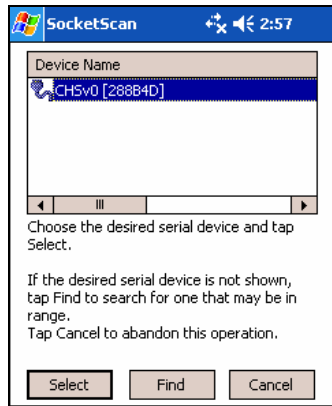 SocketScan 2:57
Device Name
CHSv0 [288B4D]
Choose the desired serial device and tap
Select.
If the desired serial device is not shown,
tap Find to search for one that may be in
range.
Tap Cancel to abandon this operation.
Select Find Cancel